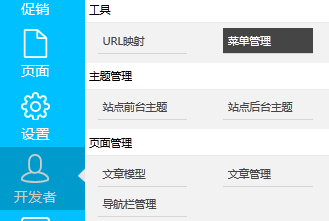 促销
页面
设置
开发者
工具
URL映射 菜单管理
主题管理
站点前台主题 站点后台主题
页面管理
文章模型 文章管理
导航栏管理